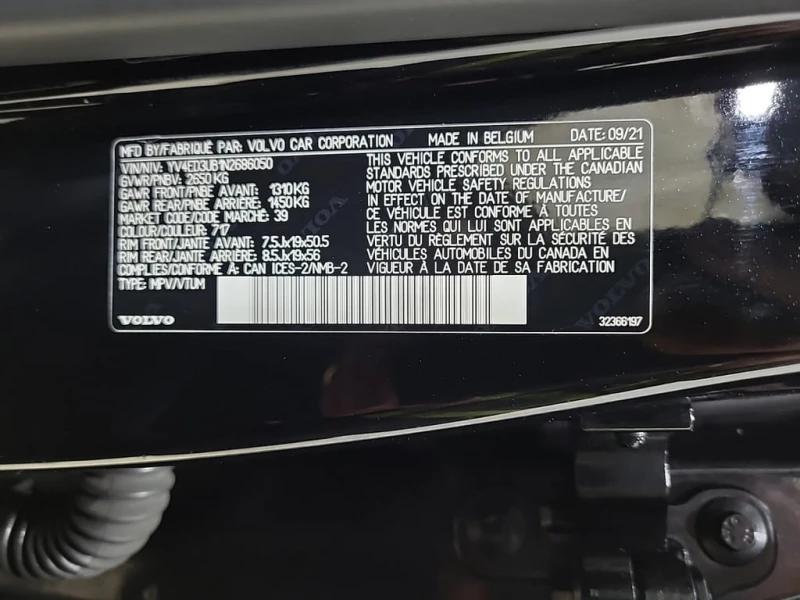 MFD BY/FABRIQUÉ PAR: VOLVO CAR CORPORATION MADE IN BELGIUM DATE: 09/21
VIN/NIV: YV4ED3UB1N2686050
GVWR/PNBV: 2650 KG
GAWR FRONT/PNBE AVANT: 1310 KG
GAWR REAR/PNBE ARRIÈRE: 1450 KG
MARKET CODE/CODE MARCHÉ: 39
COLOUR/COULEUR: 717
RIM FRONT/JANTE AVANT: 7.5Jx19x50.5
RIM REAR/JANTE ARRIÈRE: 8.5Jx19x56
COMPLIES/CONFORME À: CAN ICES-2/NMB-2
TYPE: MPV/VTUM
THIS VEHICLE CONFORMS TO ALL APPLICABLE
STANDARDS PRESCRIBED UNDER THE CANADIAN
MOTOR VEHICLE SAFETY REGULATIONS
IN EFFECT ON THE DATE OF MANUFACTURE/
CE VÉHICULE EST CONFORME À TOUTES
LES NORMES QUI LUI SONT APPLICABLES EN
VERTU DU RÈGLEMENT SUR LA SÉCURITÉ DES
VÉHICULES AUTOMOBILES DU CANADA EN
VIGUEUR À LA DATE DE SA FABRICATION
VOLVO
32366197